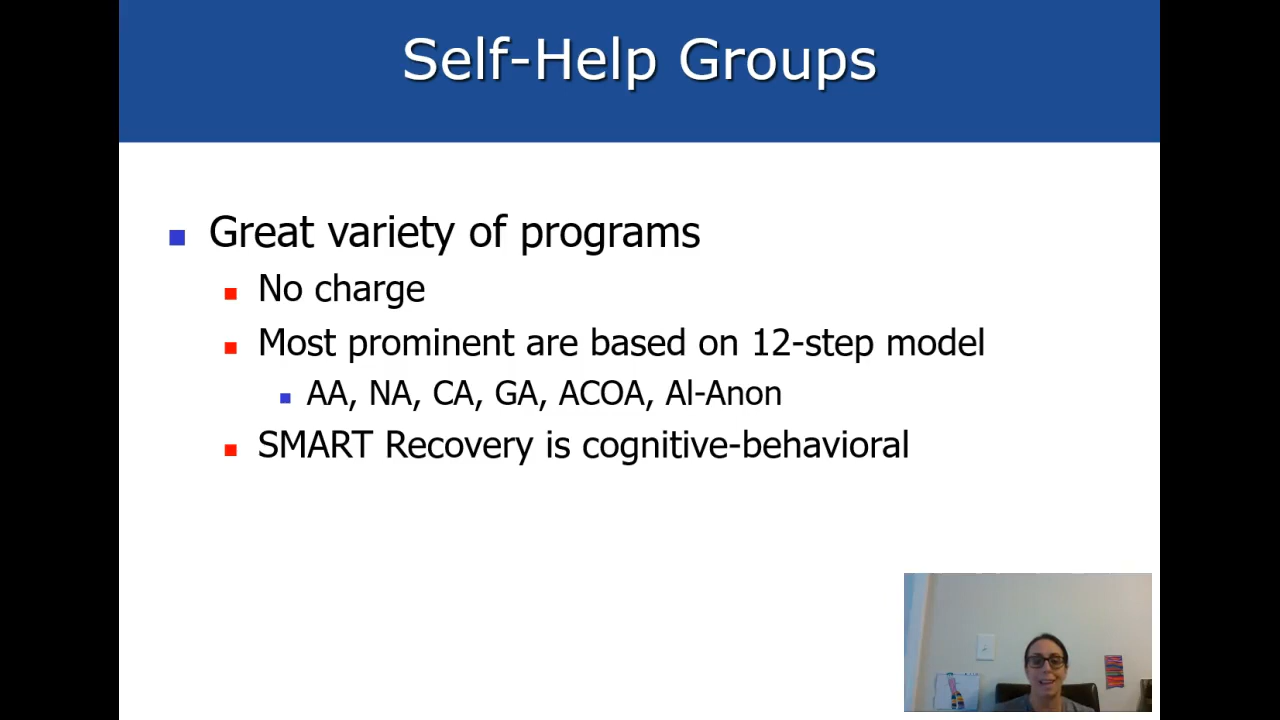 Self-Help Groups
Great variety of programs
No charge
Most prominent are based on 12-step model
AA, NA, CA, GA, ACOA, Al-Anon
SMART Recovery is cognitive-behavioral